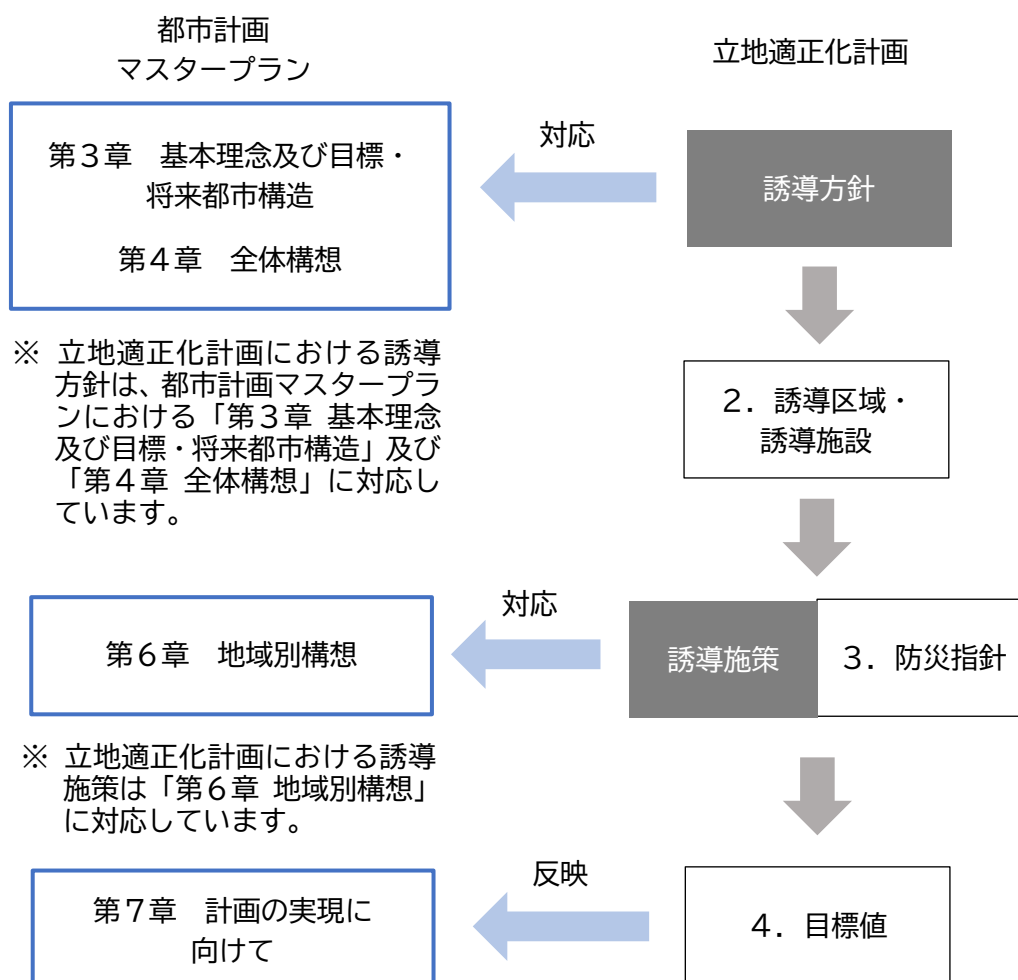 都市計画
マスタープラン
立地適正化計画
第3章　基本理念及び目標・
将来都市構造
第4章　全体構想
対応
誘導方針
※ 立地適正化計画における誘導
方針は、都市計画マスタープラ
ンにおける「第3章 基本理念
及び目標・将来都市構造」及び
「第4章 全体構想」に対応し
ています。
2．誘導区域・
誘導施設
第6章　地域別構想
対応
誘導施策
3．防災指針
※ 立地適正化計画における誘導
施策は「第6章 地域別構想」
に対応しています。
第7章　計画の実現に
向けて
反映
4．目標値